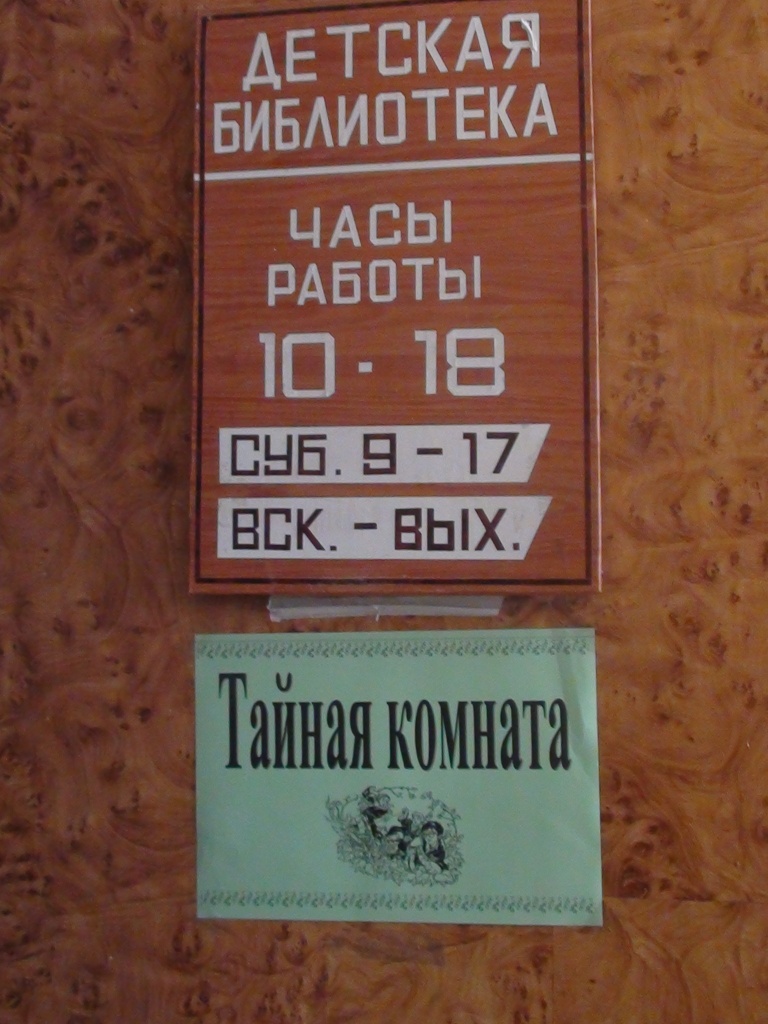 ДЕТСКАЯ
БИБЛИОТЕКА
ЧАСЫ
РАБОТЫ
10 - 18
СУБ. 9 - 17
ВСК. - ВЫХ.
Тайная комната